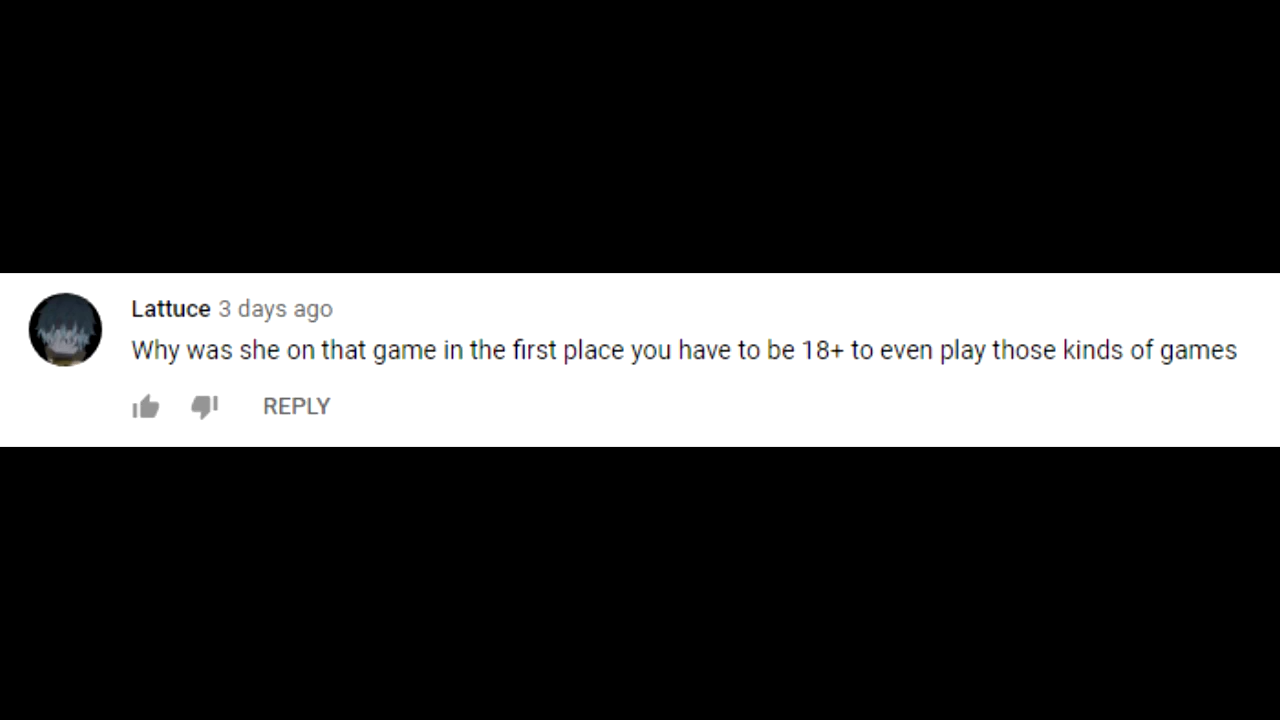 Lattuce 3 days ago
Why was she on that game in the first place you have to be 18+ to even play those kinds of games
REPLY